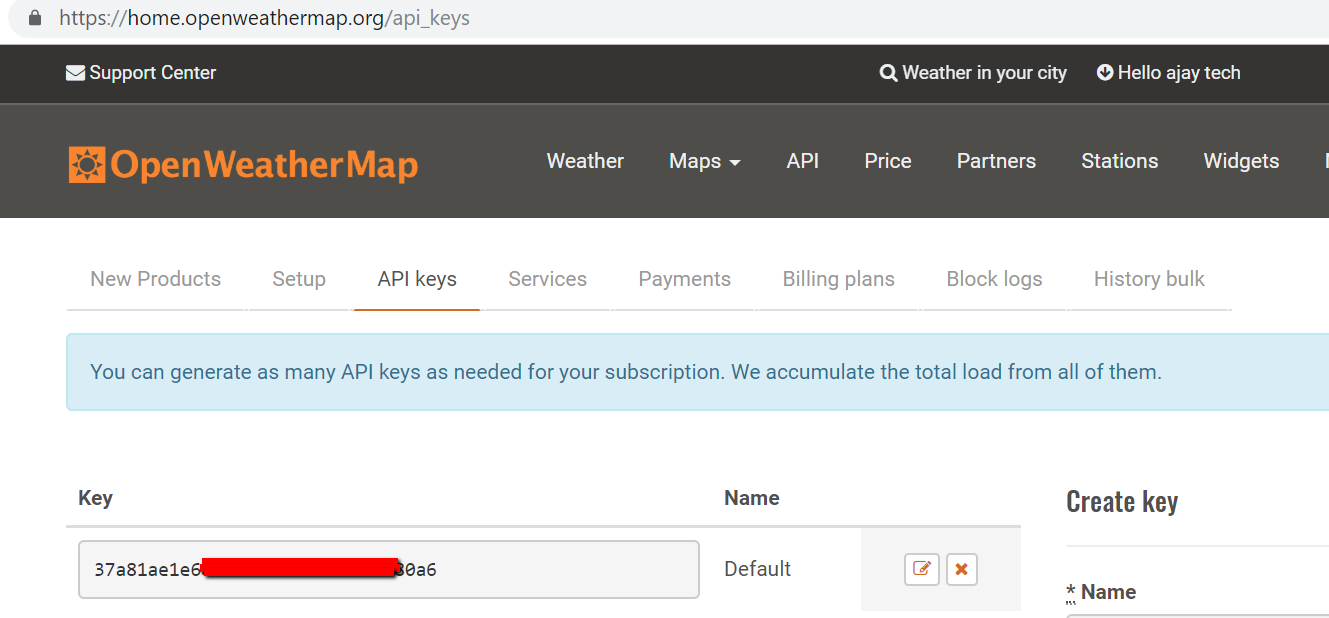 https://home.openweathermap.org/api_keys
Support Center Weather in your city Hello ajay tech
OpenWeatherMap Weather Maps API Price Partners Stations Widgets
New Products Setup API keys Services Payments Billing plans Block logs History bulk
You can generate as many API keys as needed for your subscription. We accumulate the total load from all of them.
Key Name Create key
37a81ae1e6 0a6 Default
* Name